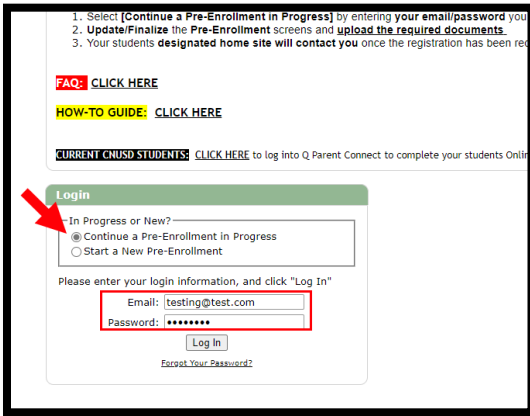 1. Select [Continue a Pre-Enrollment in Progress] by entering your email/password you
2. Update/Finalize the Pre-Enrollment screens and upload the required documents
3. Your students designated home site will contact you once the registration has been
FAQ: CLICK HERE
HOW-TO GUIDE: CLICK HERE
CURRENT CNUSD STUDENTS: CLICK HERE to log into Q Parent Connect to complete your students
Login
In Progress or New?
Continue a Pre-Enrollment in Progress
Start a New Pre-Enrollment
Please enter your login information, and click "Log In"
Email: testing@test.com
Password: ••••••••
Log In
Forgot Your Password?